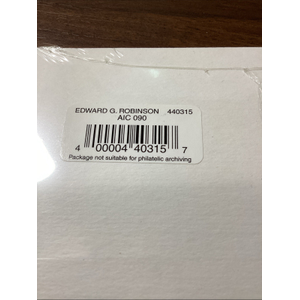 EDWARD G. ROBINSON 440315
AIC 090
4 00004 40315 7
Package not suitable for philatelic archiving